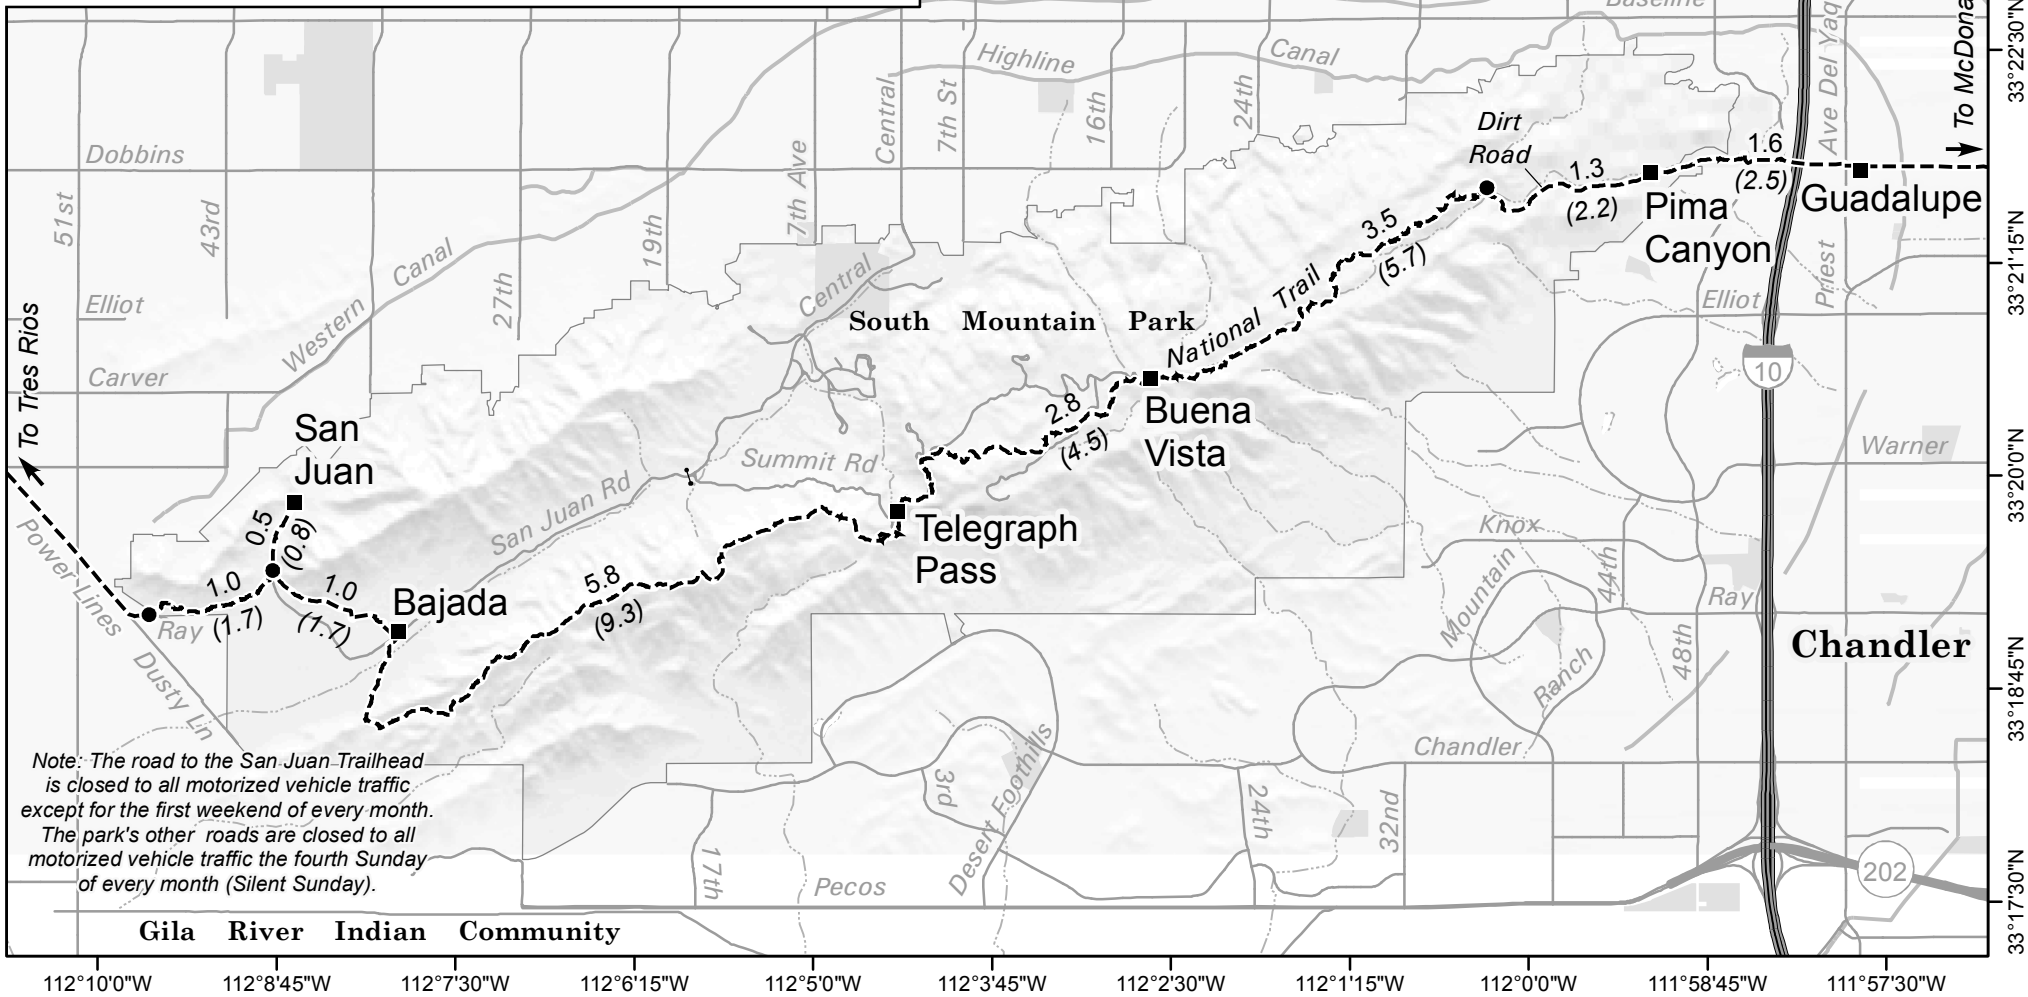 Baseline
Highline
Canal
Central
7th St
16th
24th
Ave Del Yaq
To McDona
33°22'30"N
Dirt
Road
Dobbins
1.6
(2.5)
1.3
(2.2)
Guadalupe
Pima
Canyon
51st
43rd
19th
7th Ave
3.5
(5.7)
33°21'15"N
Western
Canal
27th
Central
Elliot
Elliot
Priest
South Mountain Park
National Trail
10
To Tres Rios
Carver
San
Juan
2.8
(4.5)
Buena
Vista
Warner
Summit Rd
San Juan Rd
33°20'0"N
0.5
(0.8)
Telegraph
Pass
Knox
Mountain
Ranch
44th
Power Lines
1.0
(1.7)
1.0
(1.7)
Bajada
5.8
(9.3)
Ray
Ray
48th
Chandler
Dusty Ln
33°18'45"N
Chandler
Note: The road to the San Juan Trailhead
is closed to all motorized vehicle traffic
except for the first weekend of every month.
The park's other roads are closed to all
motorized vehicle traffic the fourth Sunday
of every month (Silent Sunday).
3rd
Desert Foothills
24th
32nd
17th
Pecos
202
33°17'30"N
Gila River Indian Community
112°10'0"W
112°8'45"W
112°7'30"W
112°6'15"W
112°5'0"W
112°3'45"W
112°2'30"W
112°1'15"W
112°0'0"W
111°58'45"W
111°57'30"W